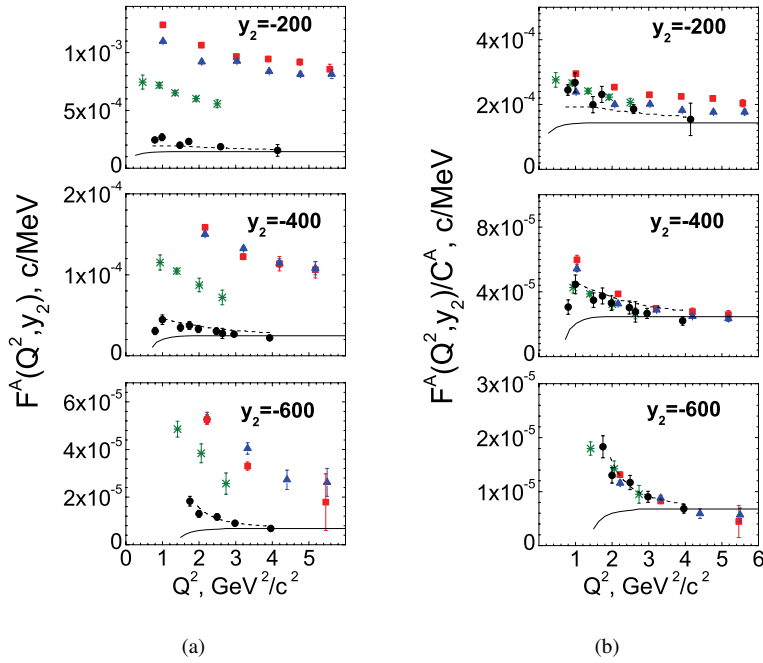 y₂=-200
1x10⁻³
5x10⁻⁴
0
2x10⁻⁴
y₂=-400
1x10⁻⁴
0
F^A(Q²,y₂), c/MeV
6x10⁻⁵
y₂=-600
4x10⁻⁵
2x10⁻⁵
0
0 1 2 3 4 5
Q², GeV²/c²
(a)
4x10⁻⁴
y₂=-200
2x10⁻⁴
0
8x10⁻⁵
y₂=-400
4x10⁻⁵
0
F^A(Q²,y₂)/C^A, c/MeV
3x10⁻⁵
y₂=-600
2x10⁻⁵
1x10⁻⁵
0
1 2 3 4 5 6
Q², GeV²/c²
(b)